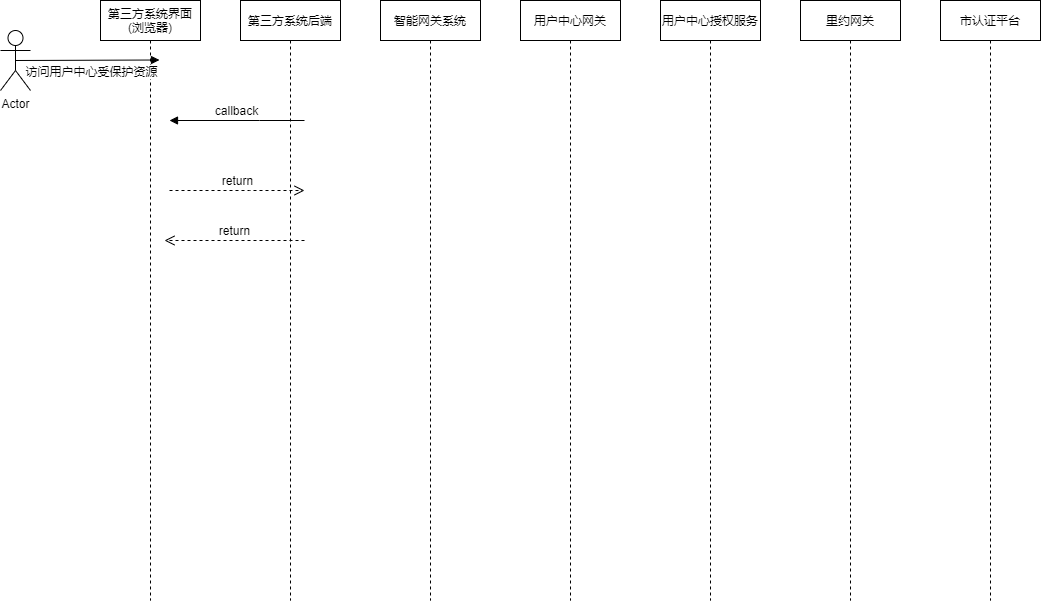 第三方系统界面
(浏览器)
第三方系统后端
智能网关系统
用户中心网关
用户中心授权服务
里约网关
市认证平台
访问用户中心受保护资源
Actor
callback
return
return